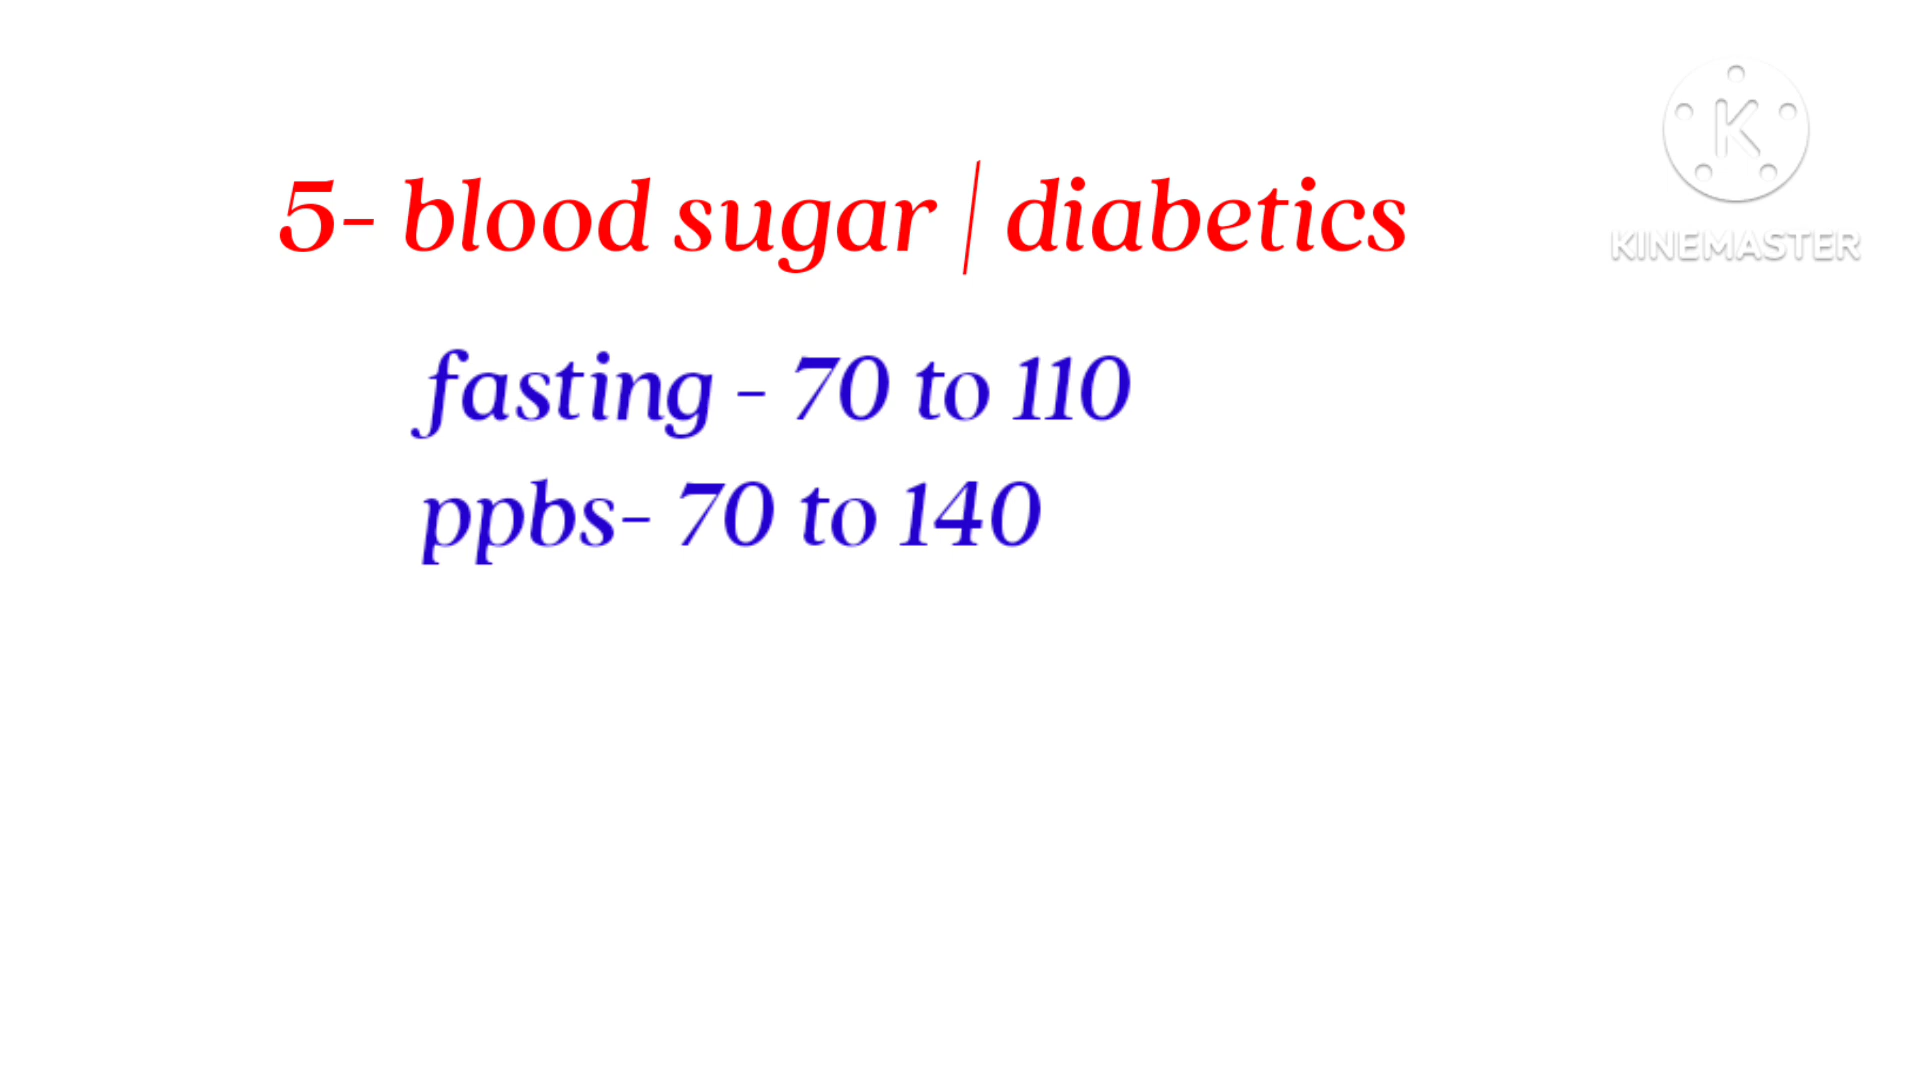 5- blood sugar / diabetics
fasting - 70 to 110
ppbs- 70 to 140
K
KINEMASTER